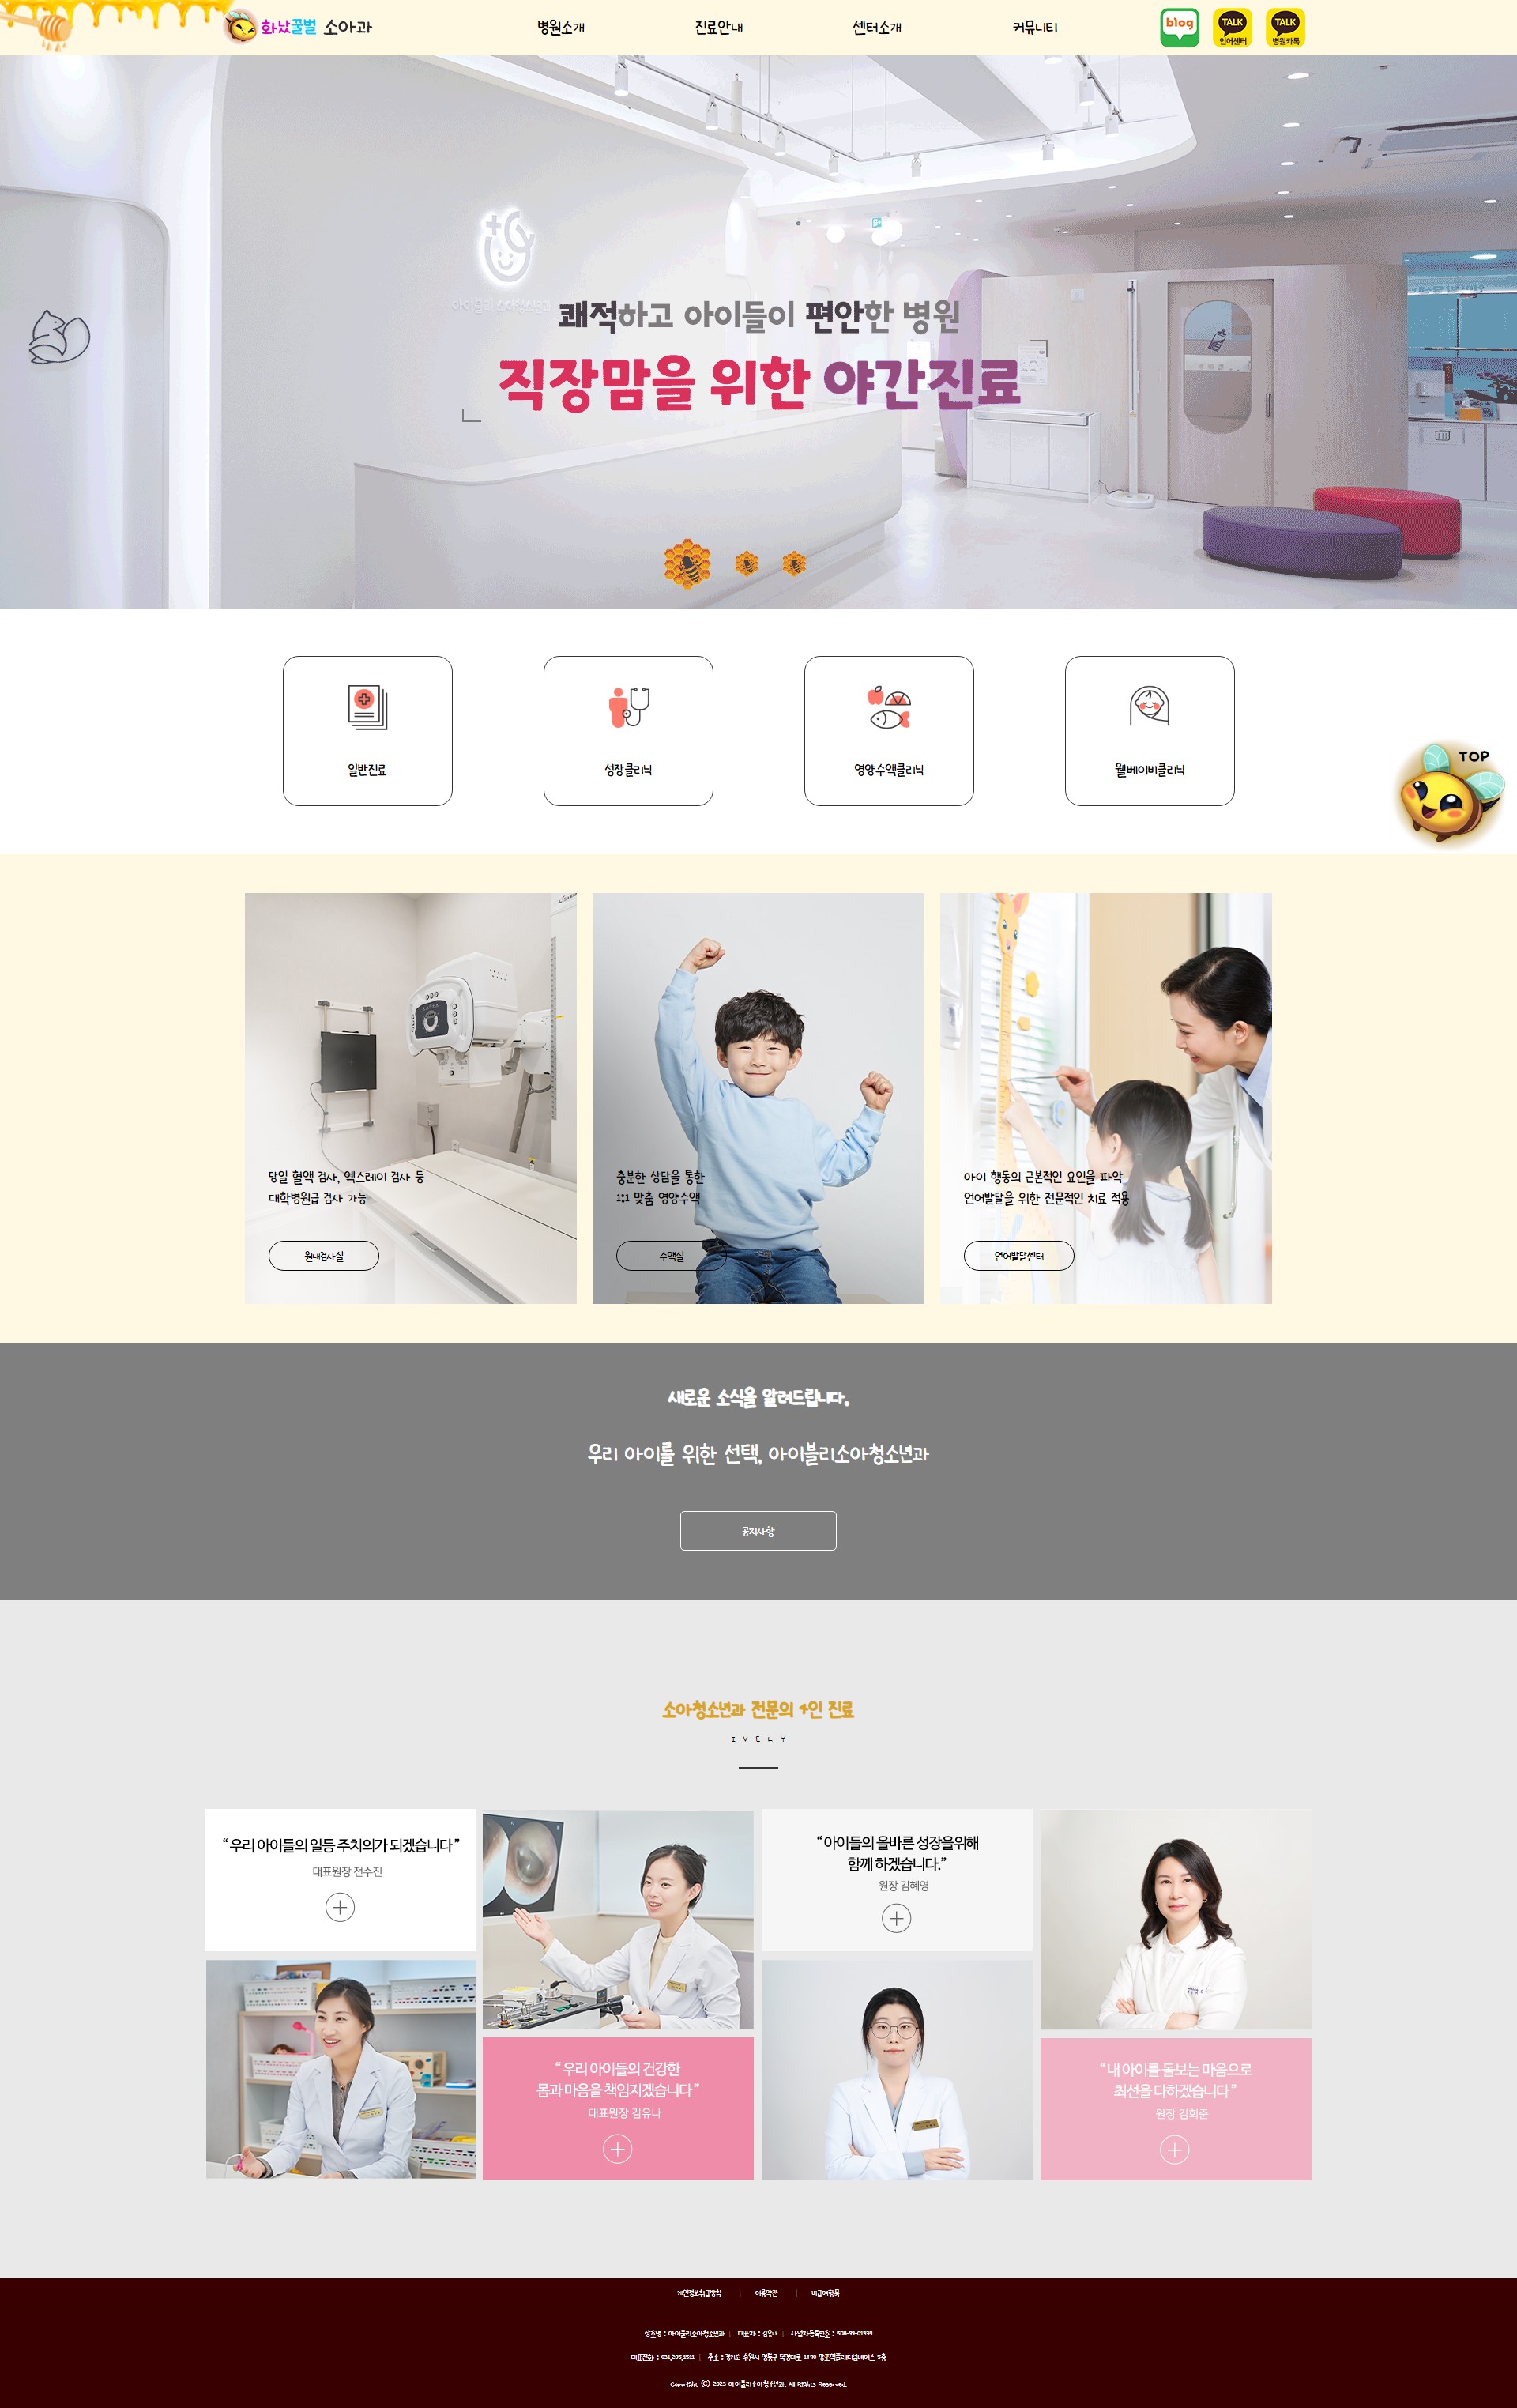 화났꿀벌 소아과
병원소개
진료안내
센터소개
커뮤니티
blog
TALK
언어센터
TALK
병원카톡
쾌적하고 아이들이 편안한 병원
직장맘을 위한 야간진료
일반진료
성장클리닉
영양수액클리닉
웰베이비클리닉
TOP
당일 혈액 검사, 엑스레이 검사 등
대학병원급 검사 가능
원내검사실
충분한 상담을 통한
1:1 맞춤 영양수액
수액실
아이 행동의 근본적인 요인을 파악
언어발달을 위한 전문적인 치료 적용
언어발달센터
새로운 소식을 알려드립니다.
우리 아이를 위한 선택, 아이블리소아청소년과
공지사항
소아청소년과 전문의 4인 진료
I V E L Y
“ 우리 아이들의 일등 주치의가 되겠습니다 ”
대표원장 전수진
“ 아이들의 올바른 성장을위해
함께 하겠습니다.”
원장 김혜영
“ 우리 아이들의 건강한
몸과 마음을 책임지겠습니다 ”
대표원장 김유나
“ 내 아이를 돌보는 마음으로
최선을 다하겠습니다 ”
원장 김희준
개인정보취급방침 | 이용약관 | 비급여항목
상호명 : 아이블리소아청소년과 | 대표자 : 김유나 | 사업자등록번호 :
대표전화 : 031.205.2511 | 주소 : 경기도 수원시 영통구 덕영대로
Copyright © 2023 아이블리소아청소년과. All Rights Reserved.